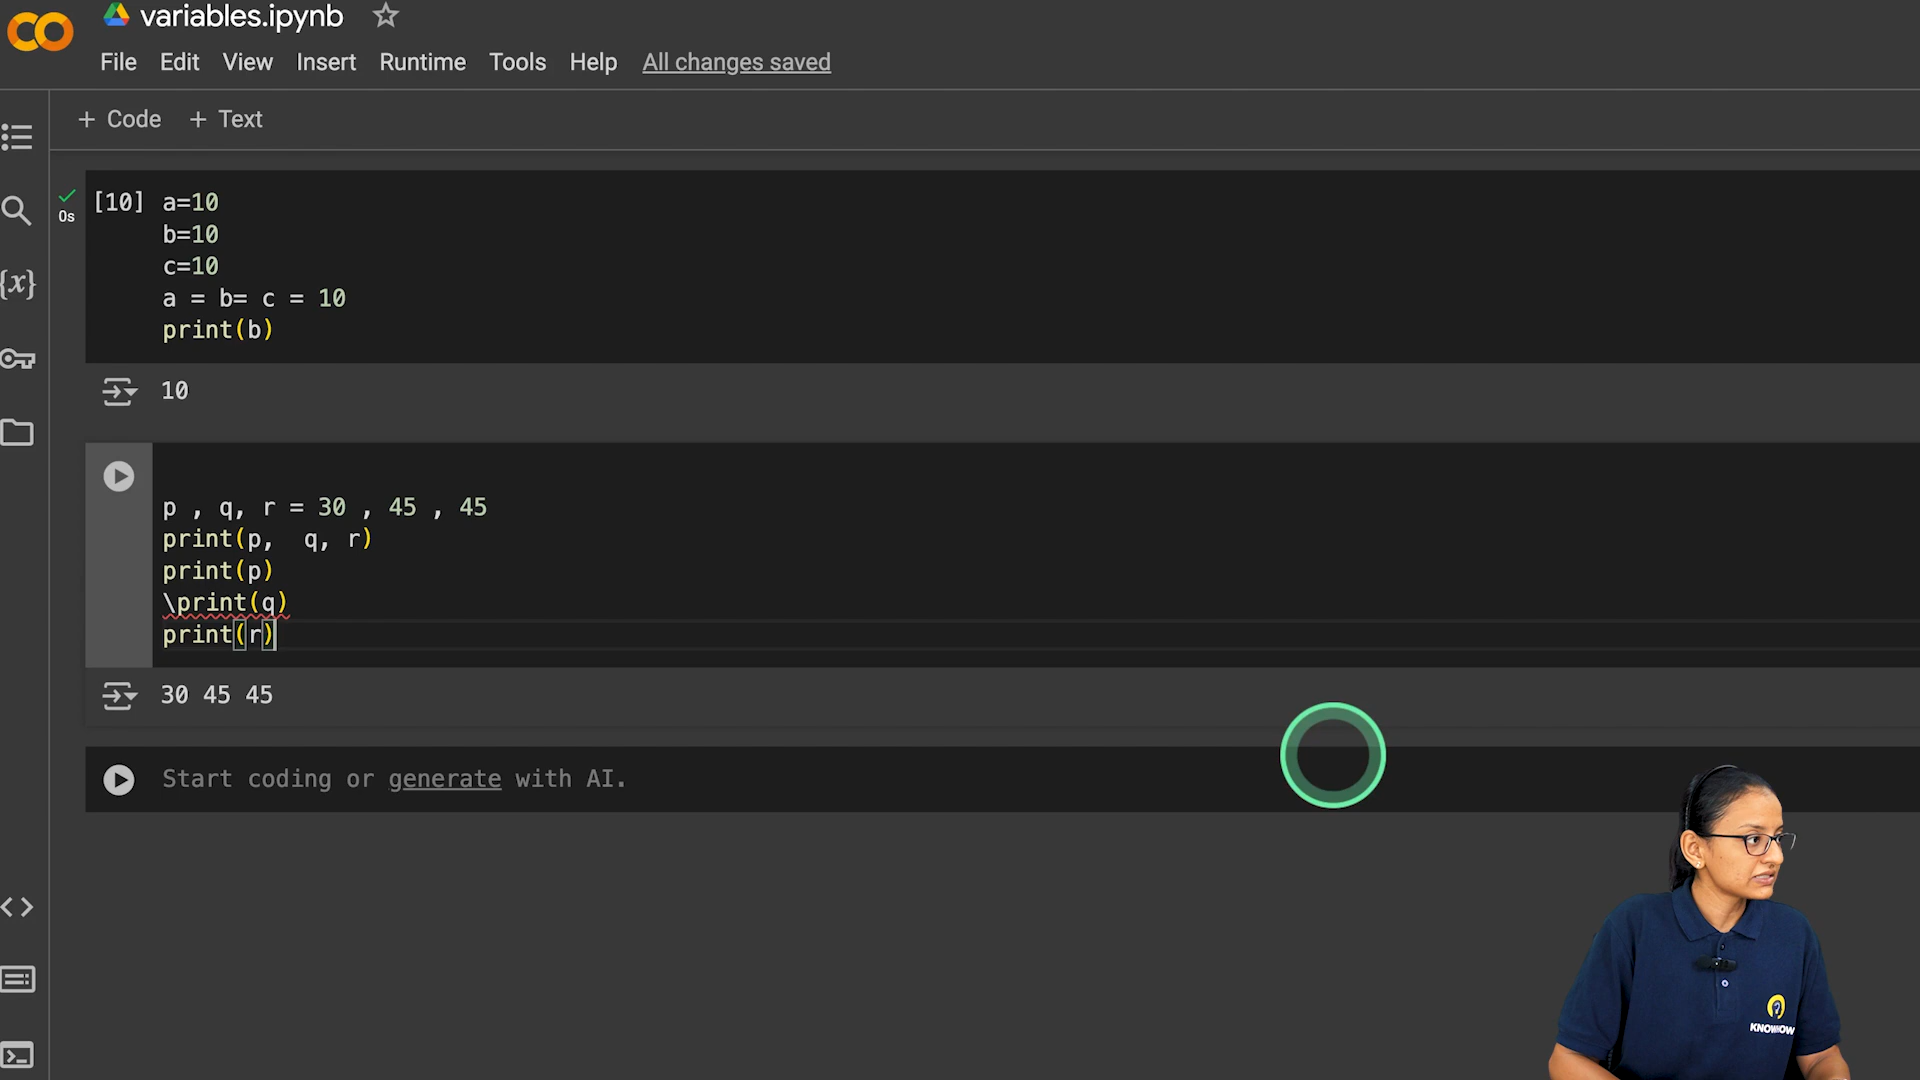 variables.ipynb
File Edit View Insert Runtime Tools Help All changes saved
+ Code + Text
[10] a=10
0s
b=10
c=10
a = b= c = 10
print(b)
10
p , q, r = 30 , 45 , 45
print(p,  q, r)
print(p)
\print(q)
print(r)
30 45 45
Start coding or generate with AI.
{x}
KNOWHOW